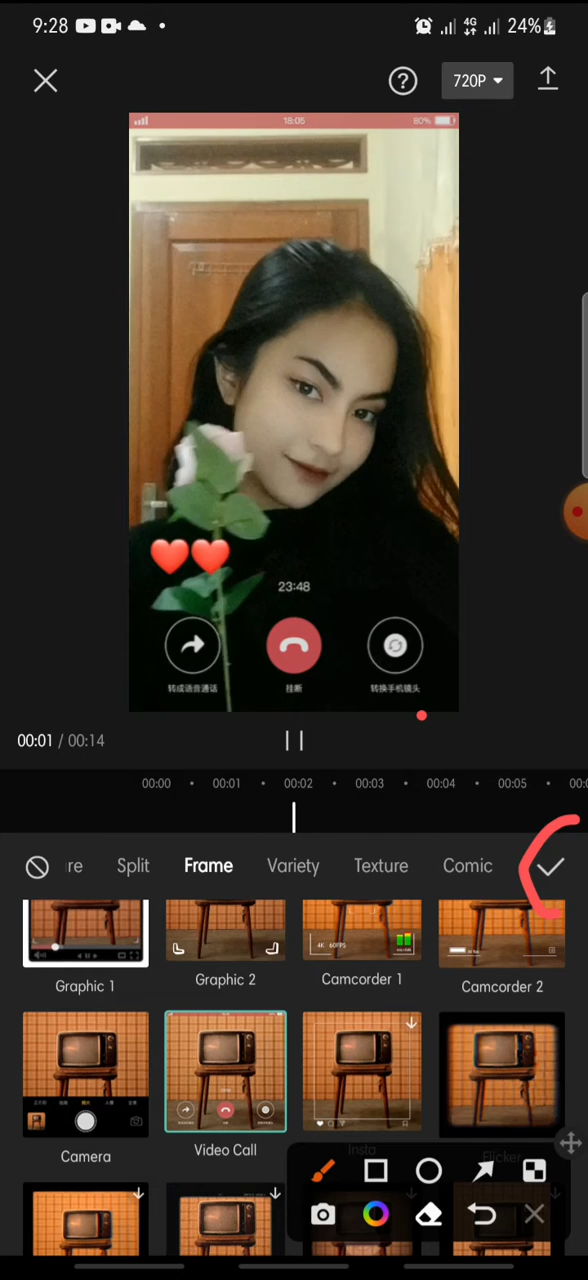 9:28
4G
24%
720P
18:05
80%
23:48
转成语音通话
挂断
转换手机镜头
00:01 / 00:14
00:00
00:01
00:02
00:03
00:04
00:05
Split
Frame
Variety
Texture
Comic
4K 60FPS
Graphic 1
Graphic 2
Camcorder 1
Camcorder 2
Camera
Video Call
Insta
Flicker